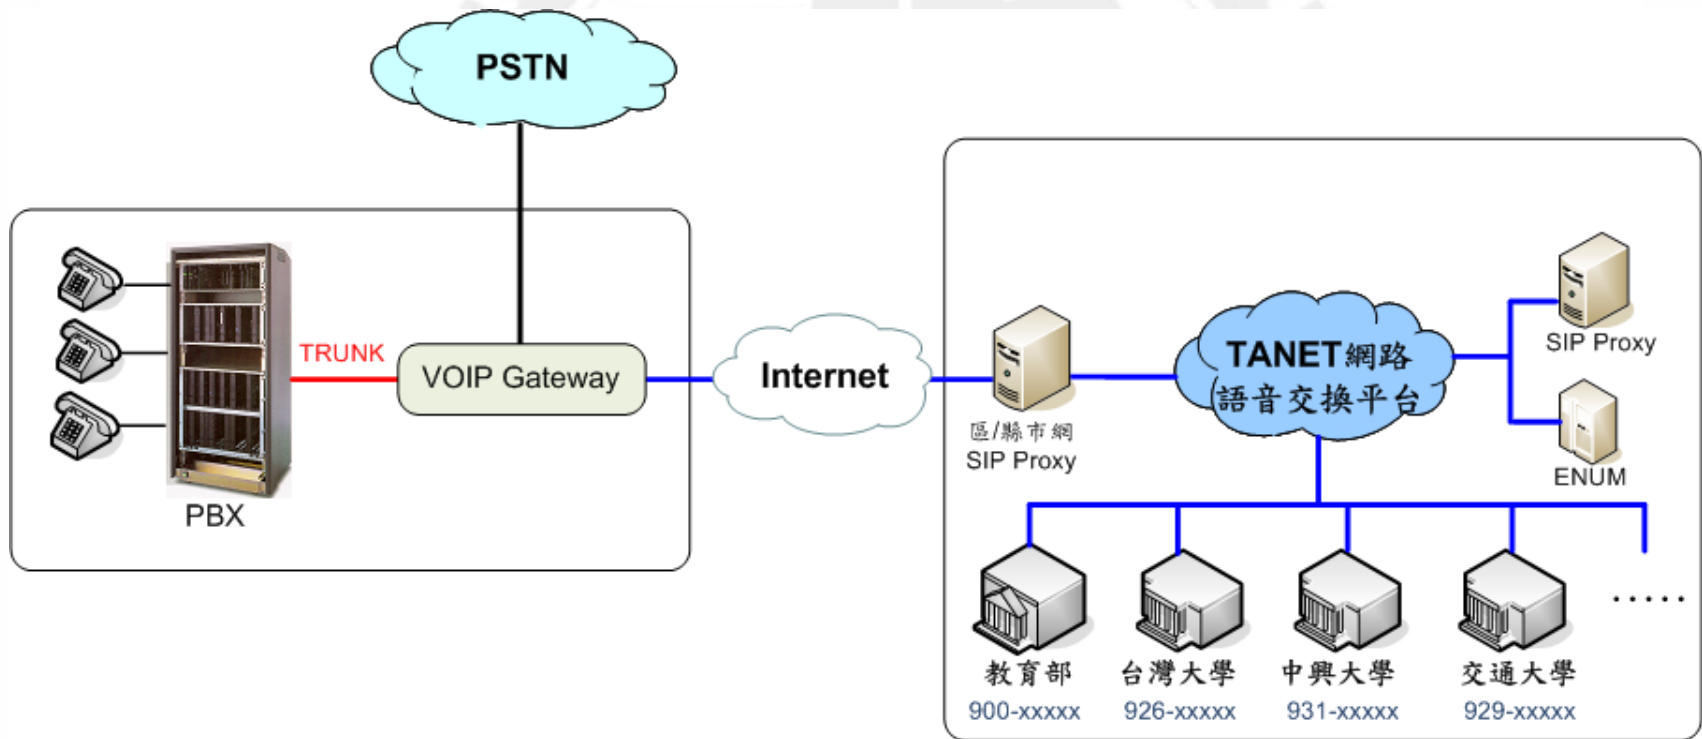 PSTN
TRUNK
VOIP Gateway
PBX
Internet
區/縣市網
SIP Proxy
TANET網路
語音交換平台
SIP Proxy
ENUM
.....
教育部
900-xxxxx
台灣大學
926-xxxxx
中興大學
931-xxxxx
交通大學
929-xxxxx